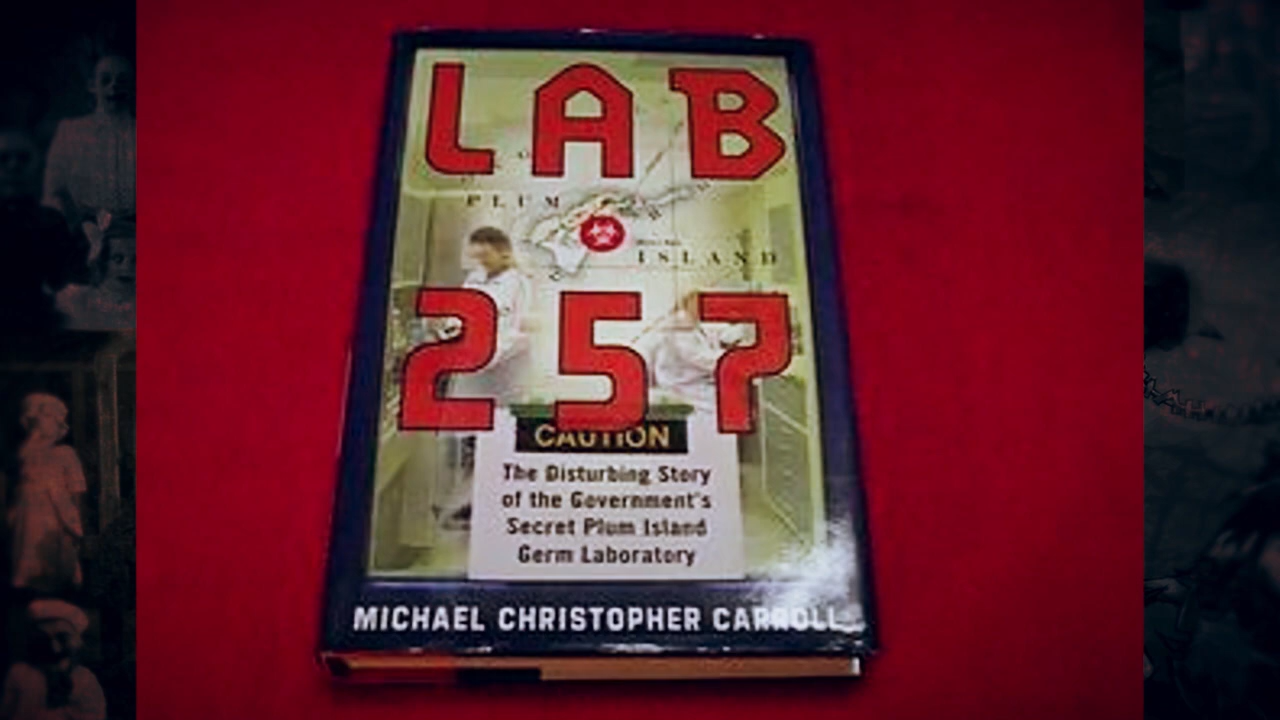 LAB
PLUM
ISLAND
257
CAUTION
The Disturbing Story
of the Government's
Secret Plum Island
Germ Laboratory
MICHAEL CHRISTOPHER CARROLL